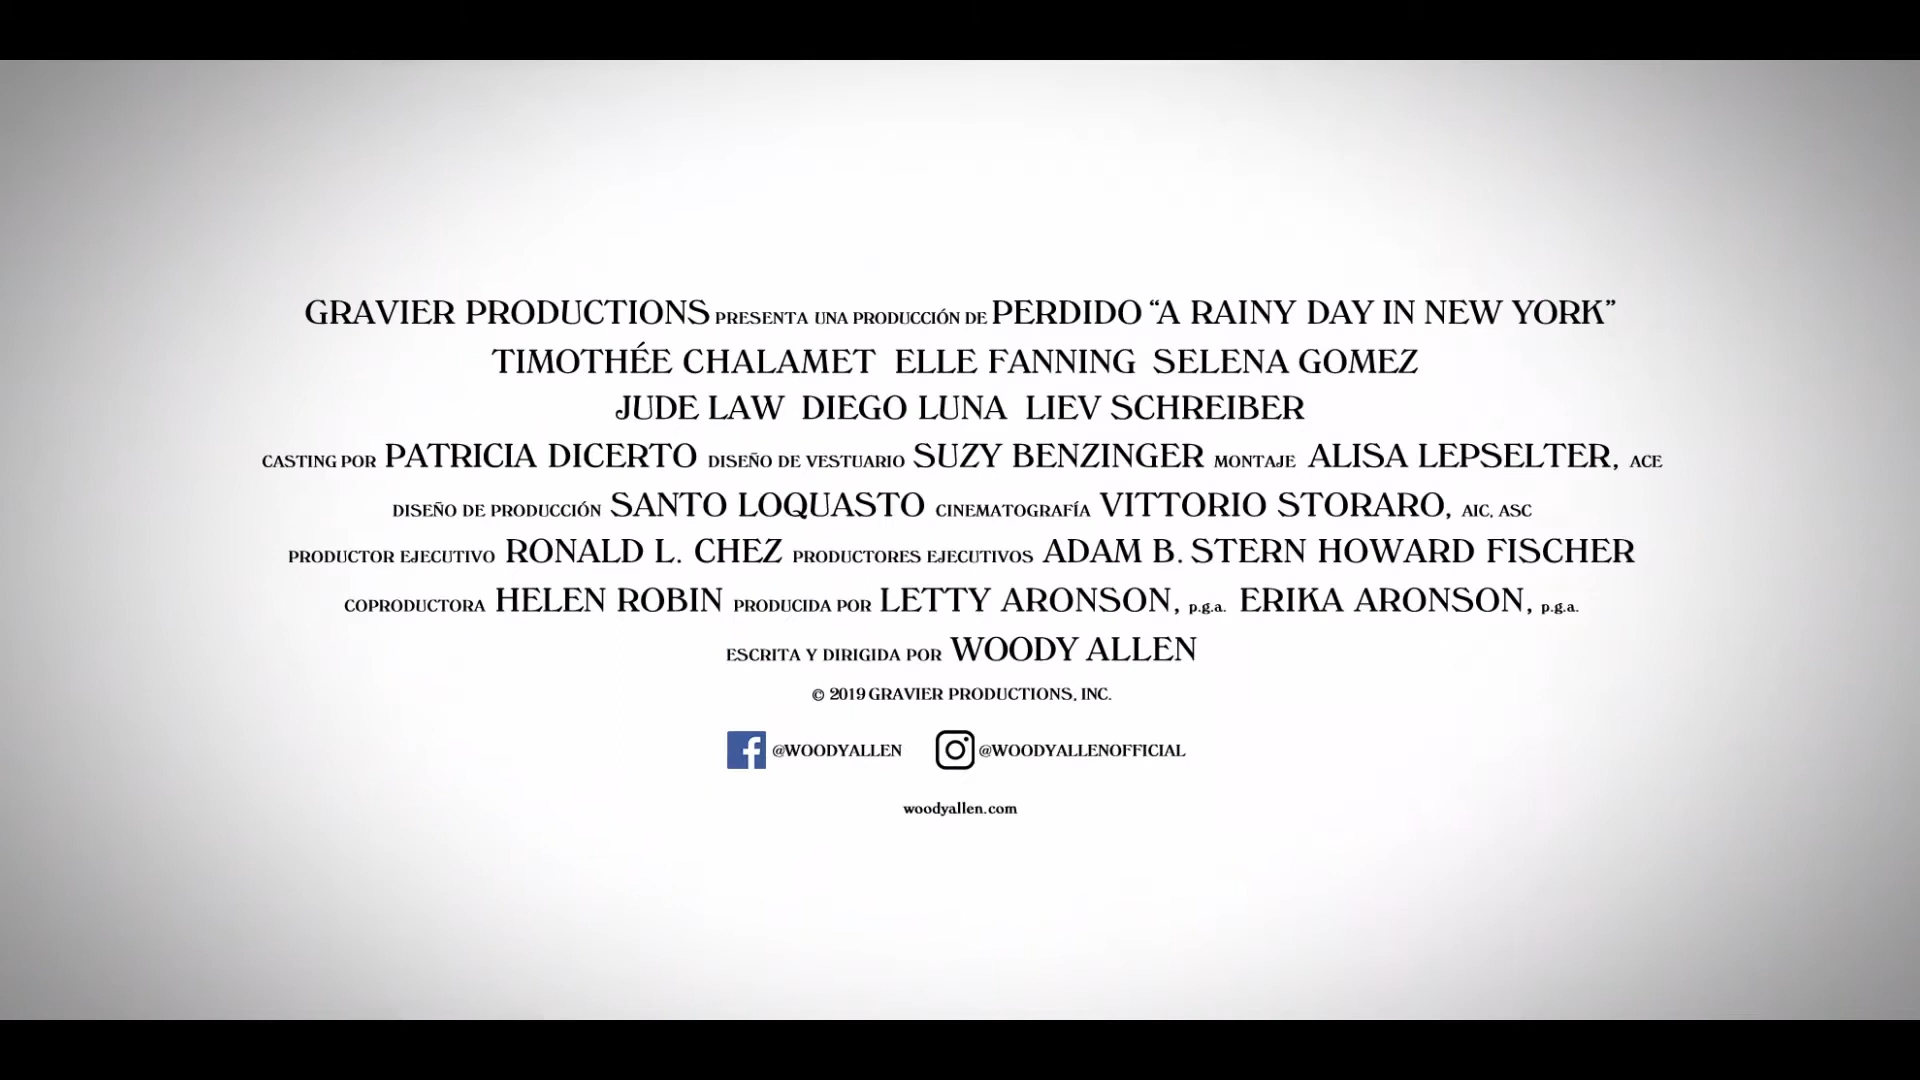 GRAVIER PRODUCTIONS PRESENTA UNA PRODUCCIÓN DE PERDIDO “A RAINY DAY IN NEW YORK”
TIMOTHÉE CHALAMET ELLE FANNING SELENA GOMEZ
JUDE LAW DIEGO LUNA LIEV SCHREIBER
CASTING POR PATRICIA DICERTO DISEÑO DE VESTUARIO SUZY BENZINGER MONTAJE ALISA LEPSELTER, ACE
DISEÑO DE PRODUCCIÓN SANTO LOQUASTO CINEMATOGRAFÍA VITTORIO STORARO, AIC, ASC
PRODUCTOR EJECUTIVO RONALD L. CHEZ PRODUCTORES EJECUTIVOS ADAM B. STERN HOWARD FISCHER
COPRODUCTORA HELEN ROBIN PRODUCIDA POR LETTY ARONSON, p.g.a. ERIKA ARONSON, p.g.a.
ESCRITA Y DIRIGIDA POR WOODY ALLEN
© 2019 GRAVIER PRODUCTIONS, INC.
@WOODYALLEN @WOODYALLENOFFICIAL
woodyallen.com